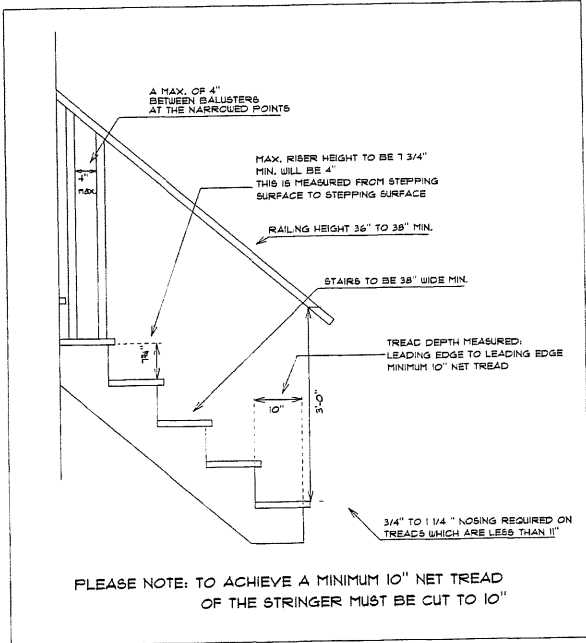 A MAX. OF 4"
BETWEEN BALUSTERS
AT THE NARROWED POINTS
4"
MAX.
MAX. RISER HEIGHT TO BE 7 3/4"
MIN. WILL BE 4"
THIS IS MEASURED FROM STEPPING
SURFACE TO STEPPING SURFACE
RAILING HEIGHT 36" TO 38" MIN.
STAIRS TO BE 38" WIDE MIN.
TREAD DEPTH MEASURED:
LEADING EDGE TO LEADING EDGE
MINIMUM 10" NET TREAD
7 3/4"
10"
3'-0"
3/4" TO 1 1/4 " NOSING REQUIRED ON
TREADS WHICH ARE LESS THAN 11"
PLEASE NOTE: TO ACHIEVE A MINIMUM 10" NET TREAD
OF THE STRINGER MUST BE CUT TO 10"